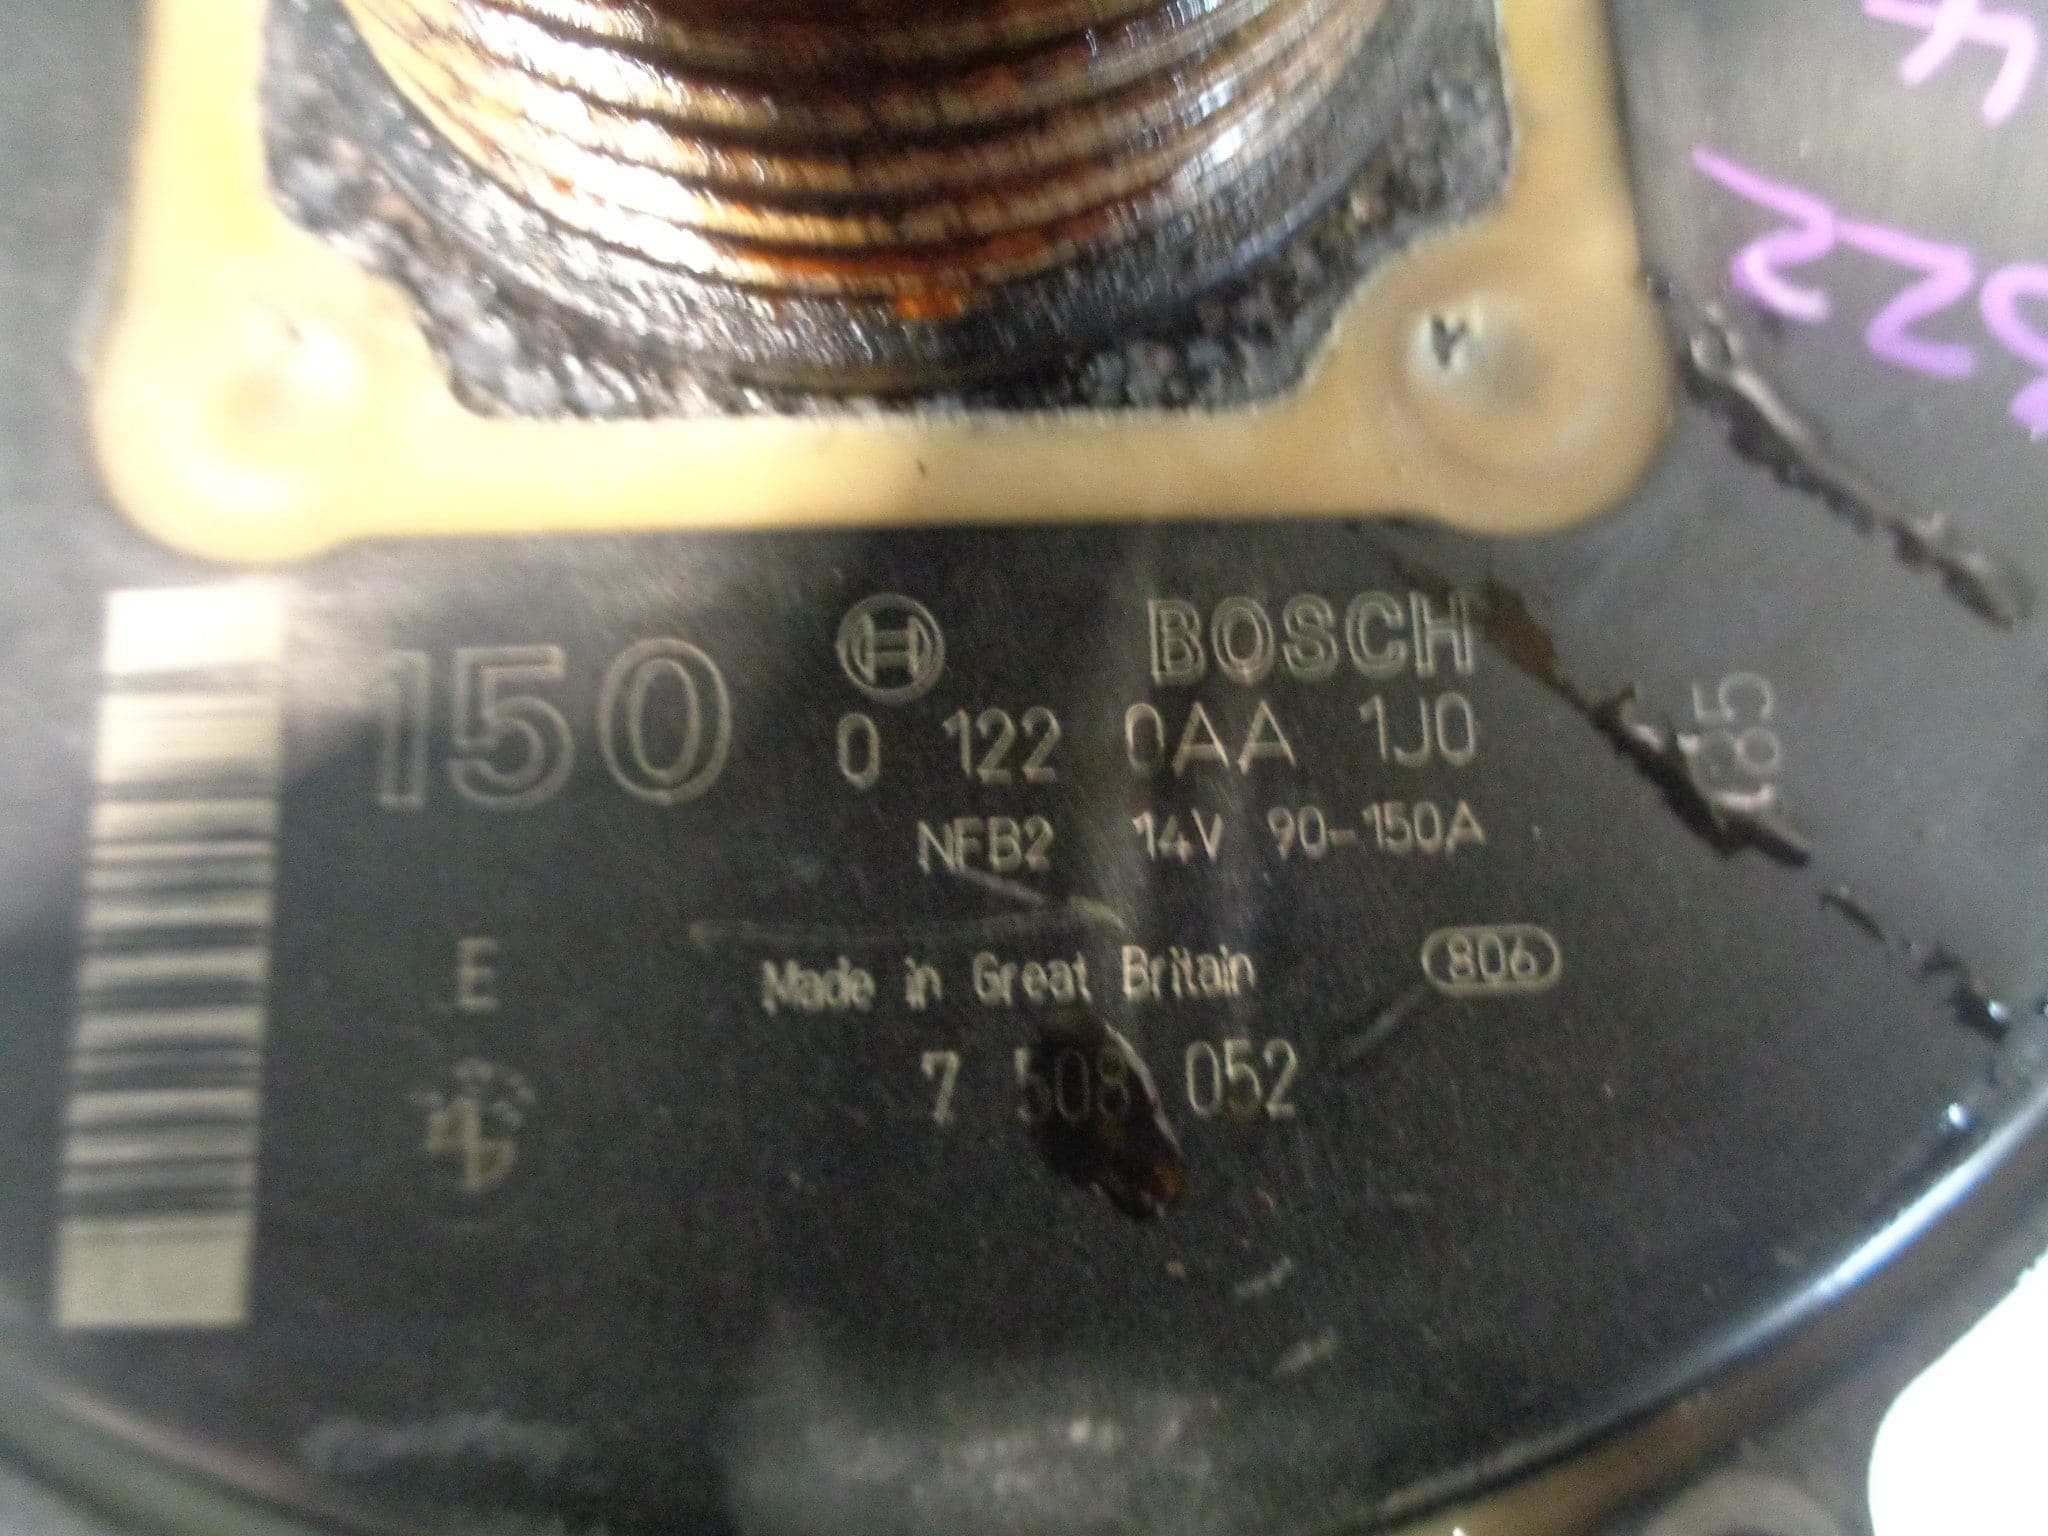 150
BOSCH
0 122 0AA 1J0
NFB2 14V 90-150A
E
Made in Great Britain
806
7 508 052